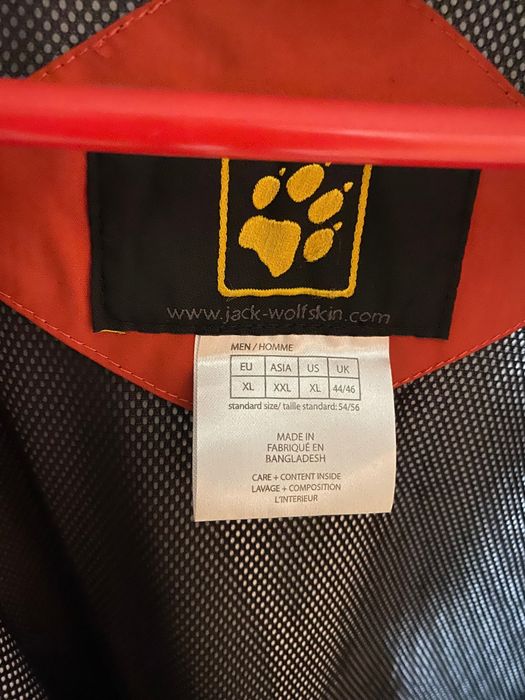 www.jack-wolfskin.com
MEN / HOMME
EU ASIA US UK
XL XXL XL 44/46
standard size/ taille standard: 54/56
MADE IN
FABRIQUÉ EN
BANGLADESH
CARE + CONTENT INSIDE
LAVAGE + COMPOSITION
L'INTERIEUR